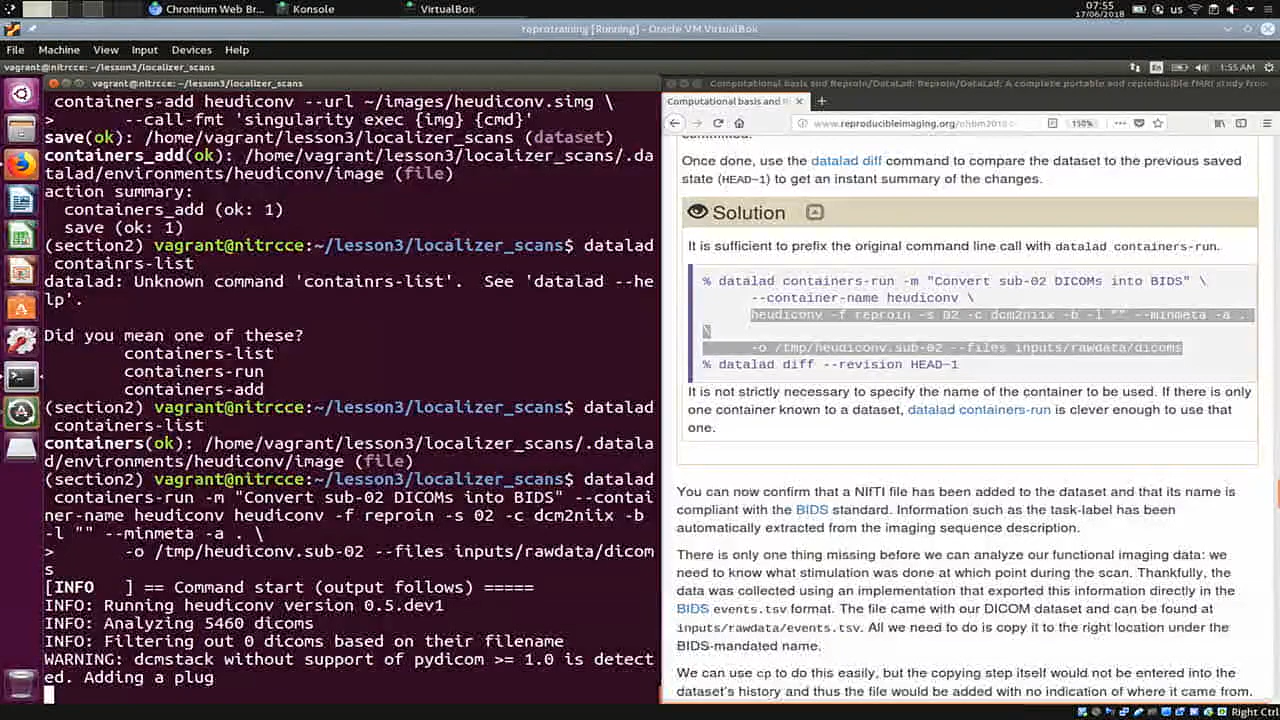 Chromium Web Br...
Konsole
VirtualBox
us
07:55
17/06/2018
reprotraining [Running] - Oracle VM VirtualBox
File Machine View Input Devices Help
vagrant@nitrcce: ~/lesson3/localizer_scans
En
1:55 AM
vagrant@nitrcce: ~/lesson3/localizer_scans
containers-add heudiconv --url ~/images/heudiconv.simg \
> --call-fmt 'singularity exec {img} {cmd}'
save(ok): /home/vagrant/lesson3/localizer_scans (dataset)
containers_add(ok): /home/vagrant/lesson3/localizer_scans/.da
talad/environments/heudiconv/image (file)
action summary:
containers_add (ok: 1)
save (ok: 1)
(section2) vagrant@nitrcce:~/lesson3/localizer_scans$ datalad
containrs-list
datalad: Unknown command 'containrs-list'. See 'datalad --he
lp'.
Did you mean one of these?
containers-list
containers-run
containers-add
(section2) vagrant@nitrcce:~/lesson3/localizer_scans$ datalad
containers-list
containers(ok): /home/vagrant/lesson3/localizer_scans/.datala
d/environments/heudiconv/image (file)
(section2) vagrant@nitrcce:~/lesson3/localizer_scans$ datalad
containers-run -m "Convert sub-02 DICOMs into BIDS" --contai
ner-name heudiconv heudiconv -f reproin -s 02 -c dcm2niix -b
-l "" --minmeta -a . \
> -o /tmp/heudiconv.sub-02 --files inputs/rawdata/dicom
s
[INFO ] == Command start (output follows) =====
INFO: Running heudiconv version 0.5.dev1
INFO: Analyzing 5460 dicoms
INFO: Filtering out 0 dicoms based on their filename
WARNING: dcmstack without support of pydicom >= 1.0 is detect
ed. Adding a plug
Computational basis and ReproIn/DataLad: ReproIn/DataLad: A complete portable and reproducible fMRI study from
Computational basis and R
www.reproducibleimaging.org/ohbm2018
150%
Once done, use the datalad diff command to compare the dataset to the previous saved
state (HEAD~1) to get an instant summary of the changes.
Solution
It is sufficient to prefix the original command line call with datalad containers-run.
% datalad containers-run -m "Convert sub-02 DICOMs into BIDS" \
--container-name heudiconv \
heudiconv -f reproin -s 02 -c dcm2niix -b -l "" --minmeta -a .
\
-o /tmp/heudiconv.sub-02 --files inputs/rawdata/dicoms
% datalad diff --revision HEAD~1
It is not strictly necessary to specify the name of the container to be used. If there is only
one container known to a dataset, datalad containers-run is clever enough to use that
one.
You can now confirm that a NIfTI file has been added to the dataset and that its name is
compliant with the BIDS standard. Information such as the task-label has been
automatically extracted from the imaging sequence description.
There is only one thing missing before we can analyze our functional imaging data: we
need to know what stimulation was done at which point during the scan. Thankfully, the
data was collected using an implementation that exported this information directly in the
BIDS events.tsv format. The file came with our DICOM dataset and can be found at
inputs/rawdata/events.tsv. All we need to do is copy it to the right location under the
BIDS-mandated name.
We can use cp to do this easily, but the copying step itself would not be entered into the
dataset's history and thus the file would be added with no indication of where it came from.
Right Ctrl